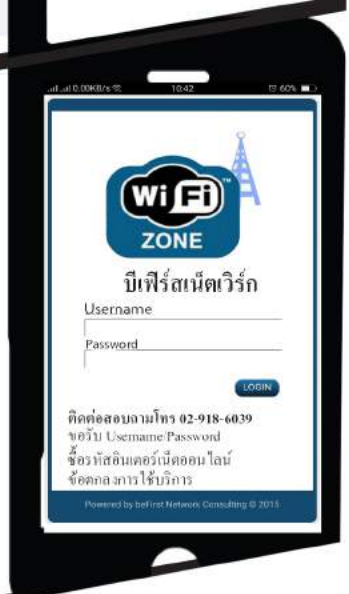 0.00KB/s 10:42 60%
WiFi™
ZONE
บีเฟิร์สเน็ตเวิร์ก
Username
Password
LOGIN
ติดต่อสอบถามโทร 02-918-6039
ขอรับ Username/Password
ซื้อรหัสอินเตอร์เน็ตออนไลน์
ข้อตกลงการใช้บริการ
Powered by beFirst Network Consulting © 2015